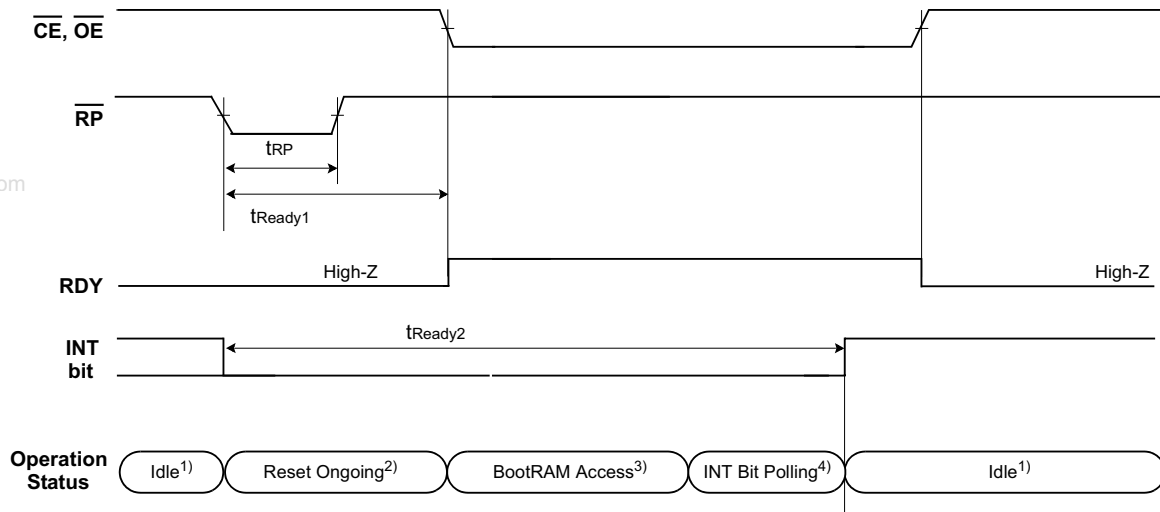 CE, OE
RP
tRP
om
tReady1
High-Z
High-Z
RDY
tReady2
INT
bit
Operation
Status
Idle1)
Reset Ongoing2)
BootRAM Access3)
INT Bit Polling4)
Idle1)